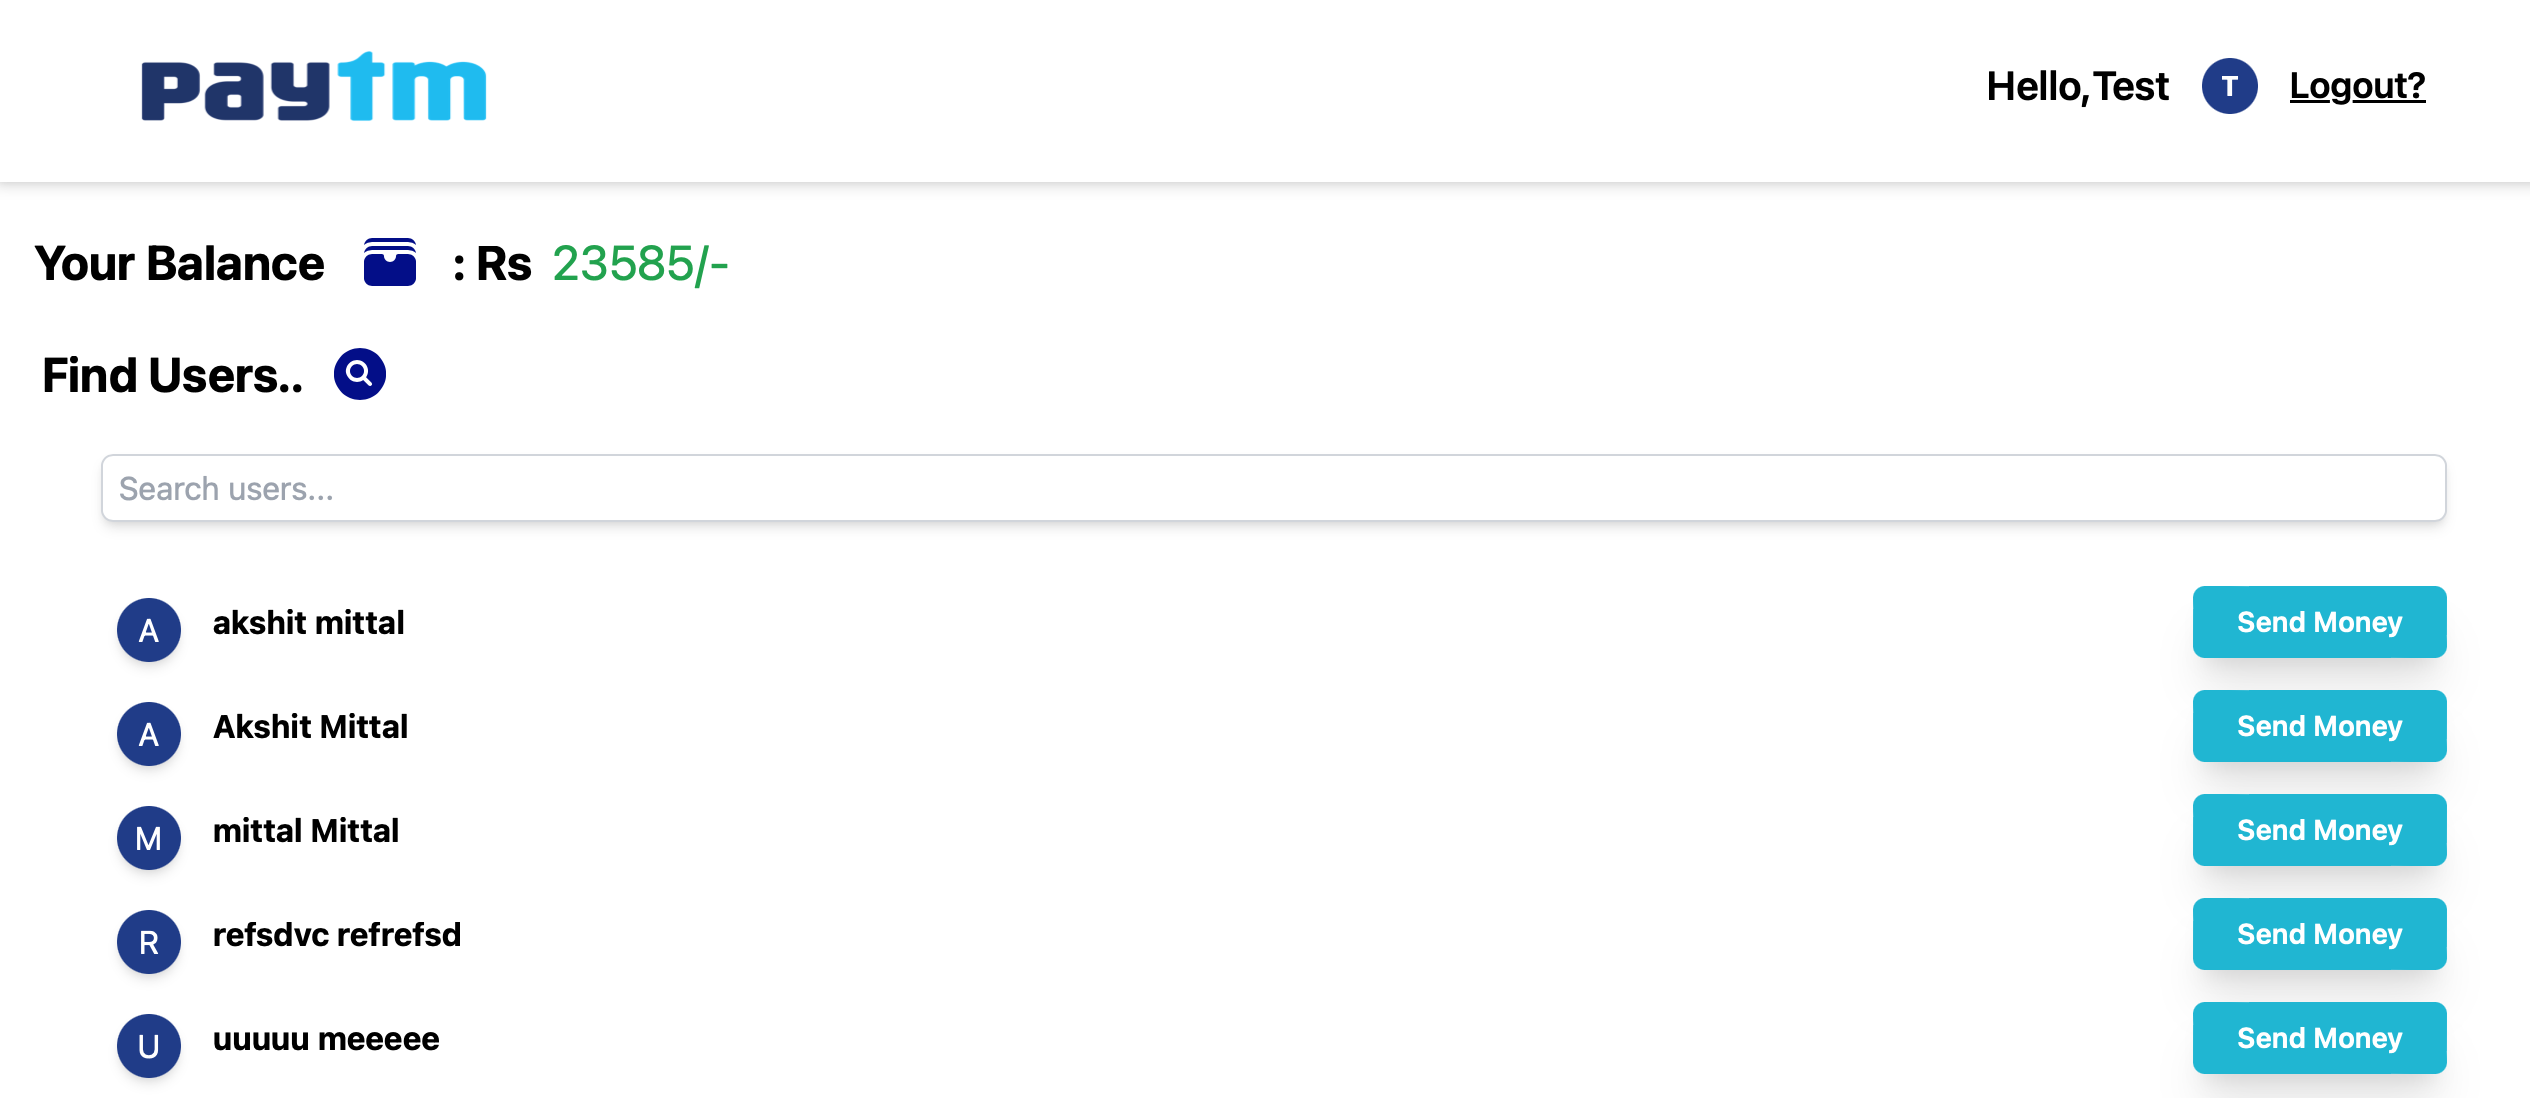 paytm
Hello,Test T Logout?
Your Balance : Rs 23585/-
Find Users..
Search users...
A akshit mittal Send Money
A Akshit Mittal Send Money
M mittal Mittal Send Money
R refsdvc refrefsd Send Money
U uuuuu meeeee Send Money